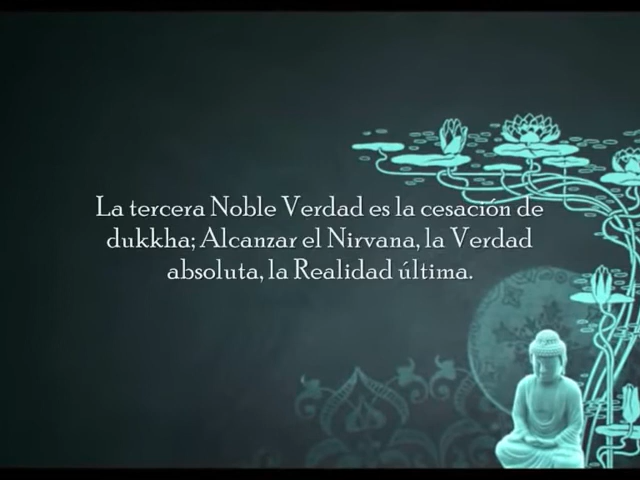 La tercera Noble Verdad es la cesación de
dukkha; Alcanzar el Nirvana, la Verdad
absoluta, la Realidad última.